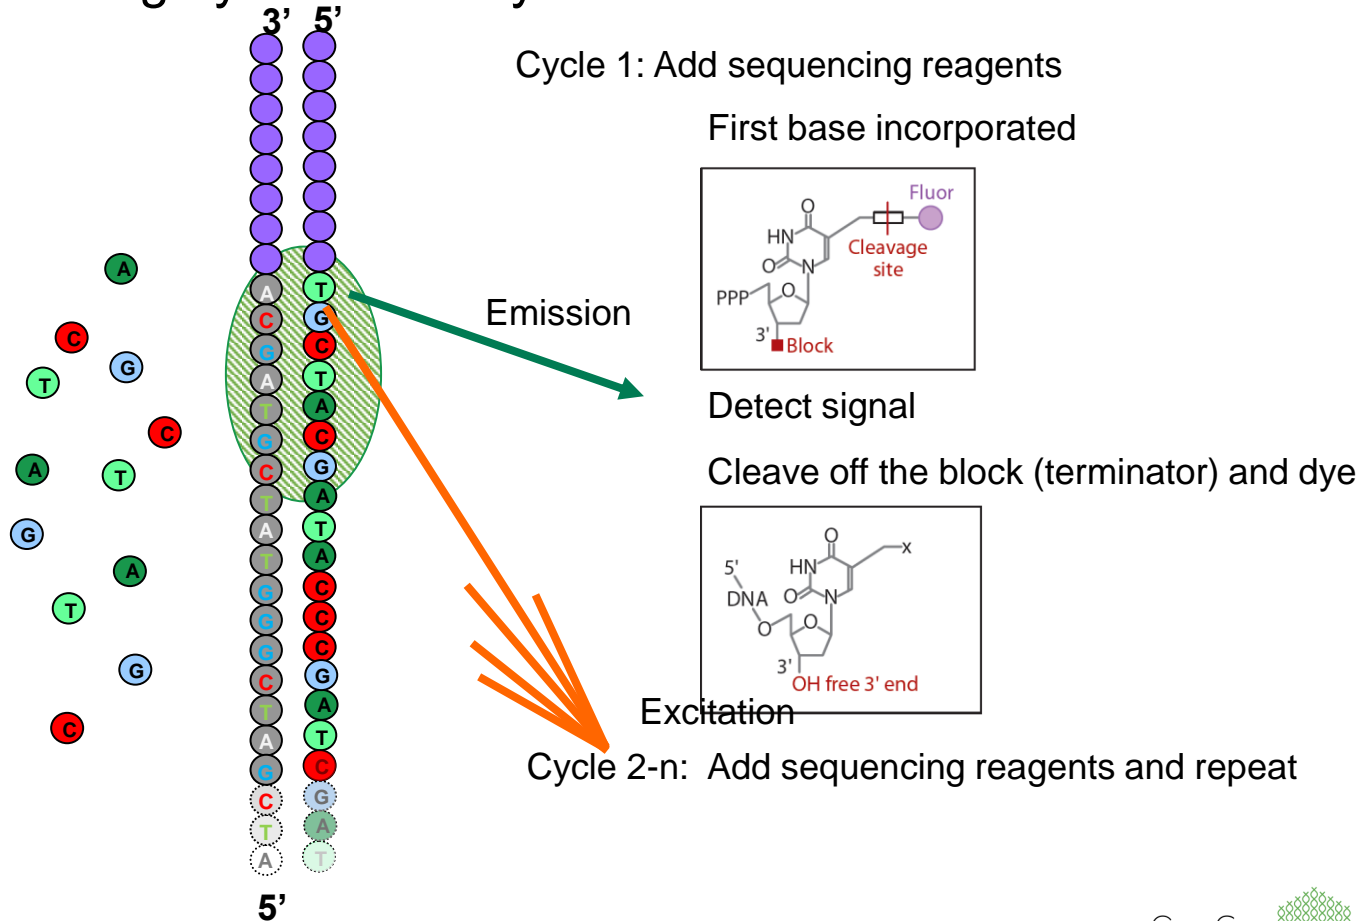 3’ 5’
Cycle 1: Add sequencing reagents
First base incorporated
O
Fluor
HN
Cleavage
site
O
N
PPP
O
3'
Block
Emission
Detect signal
Cleave off the block (terminator) and dye
O
x
5'
HN
DNA
O
N
O
O
3'
OH free 3' end
Excitation
Cycle 2-n: Add sequencing reagents and repeat
A
C
G
T
C
A
T
G
A
T
G
C
A T
C G
G C
A T
T A
G C
C G
T A
A T
T A
G C
G C
G C
C G
T A
A T
G C
C G
T A
A T
5’